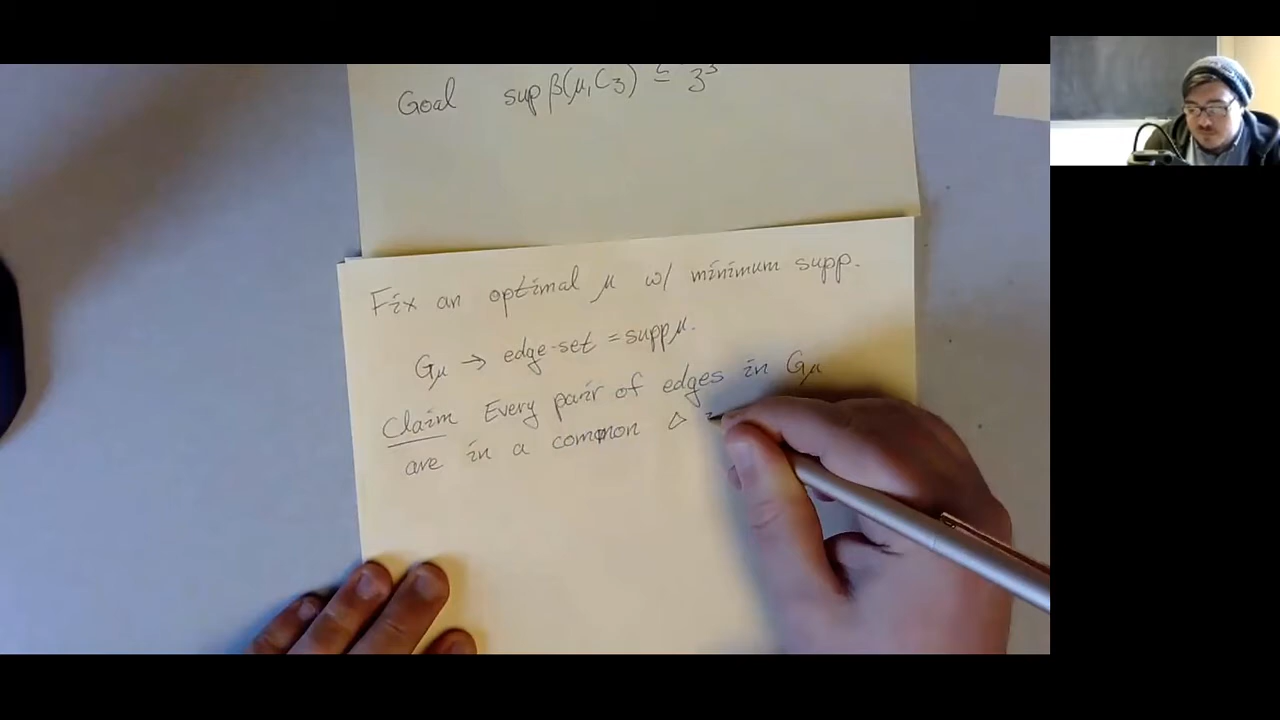 Goal sup β(μ, C₃) ≤ 3³
Fix an optimal μ w/ minimum supp.
Gμ → edge-set = supp μ.
Claim Every pair of edges in Gμ
are in a common △